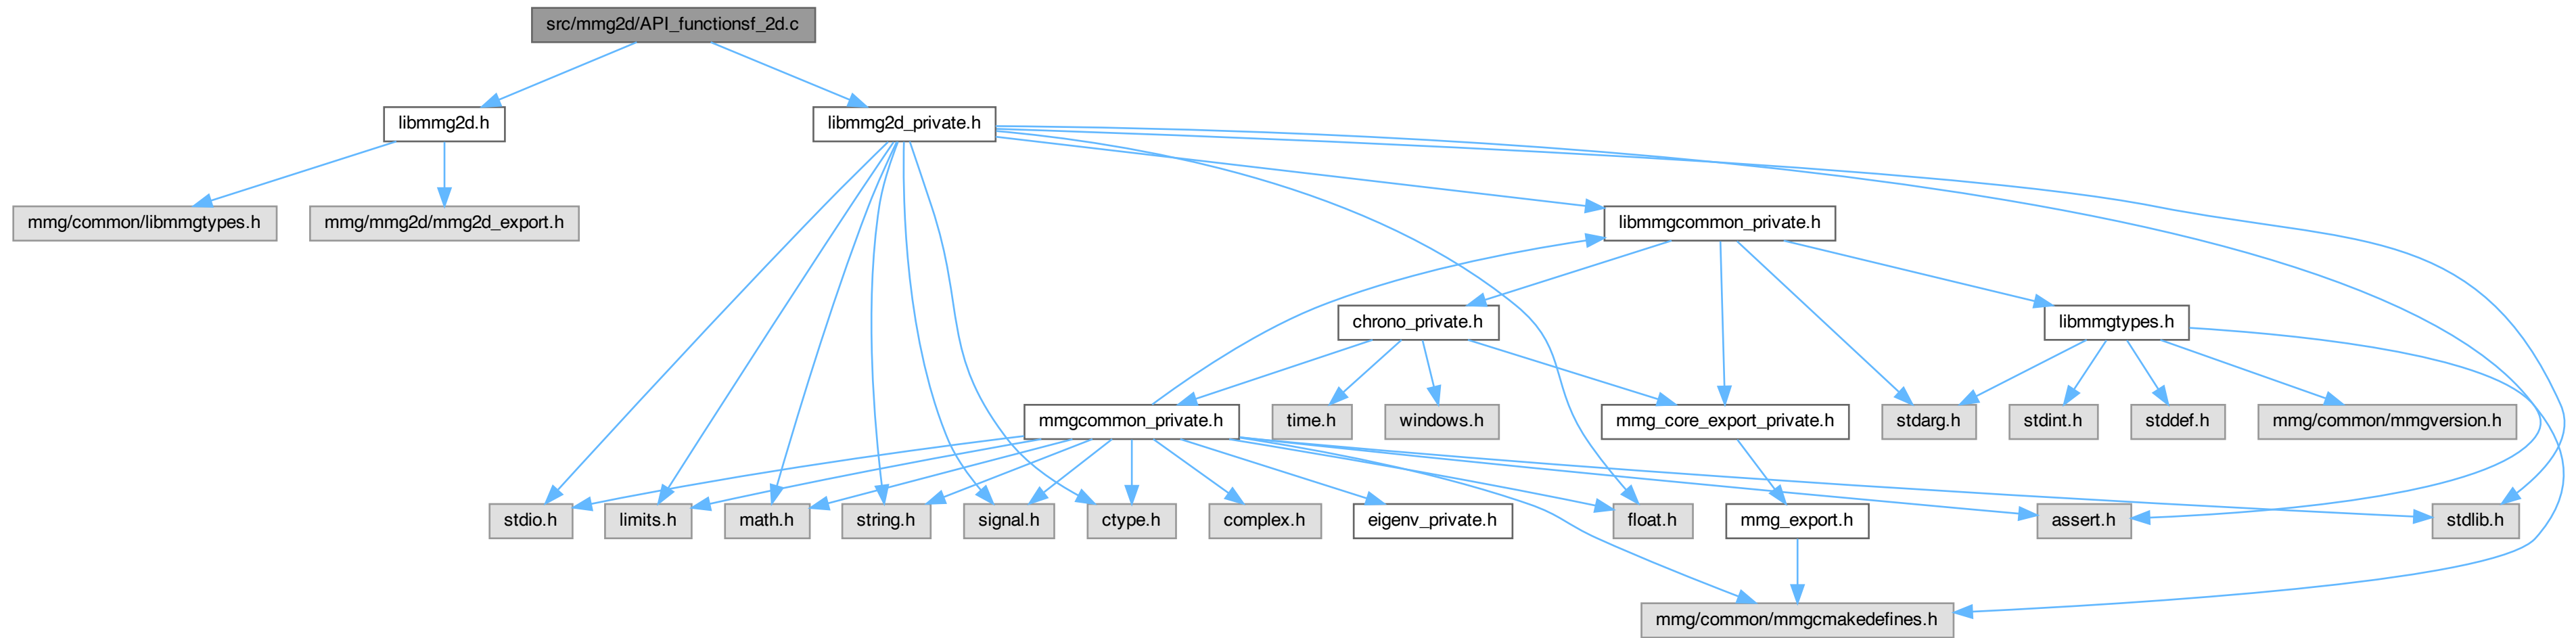 src/mmg2d/API_functionsf_2d.c
libmmg2d.h
libmmg2d_private.h
mmg/common/libmmgtypes.h
mmg/mmg2d/mmg2d_export.h
libmmgcommon_private.h
chrono_private.h
libmmgtypes.h
mmgcommon_private.h
time.h
windows.h
mmg_core_export_private.h
stdarg.h
stdint.h
stddef.h
mmg/common/mmgversion.h
stdio.h
limits.h
math.h
string.h
signal.h
ctype.h
complex.h
eigenv_private.h
float.h
mmg_export.h
assert.h
stdlib.h
mmg/common/mmgcmakedefines.h